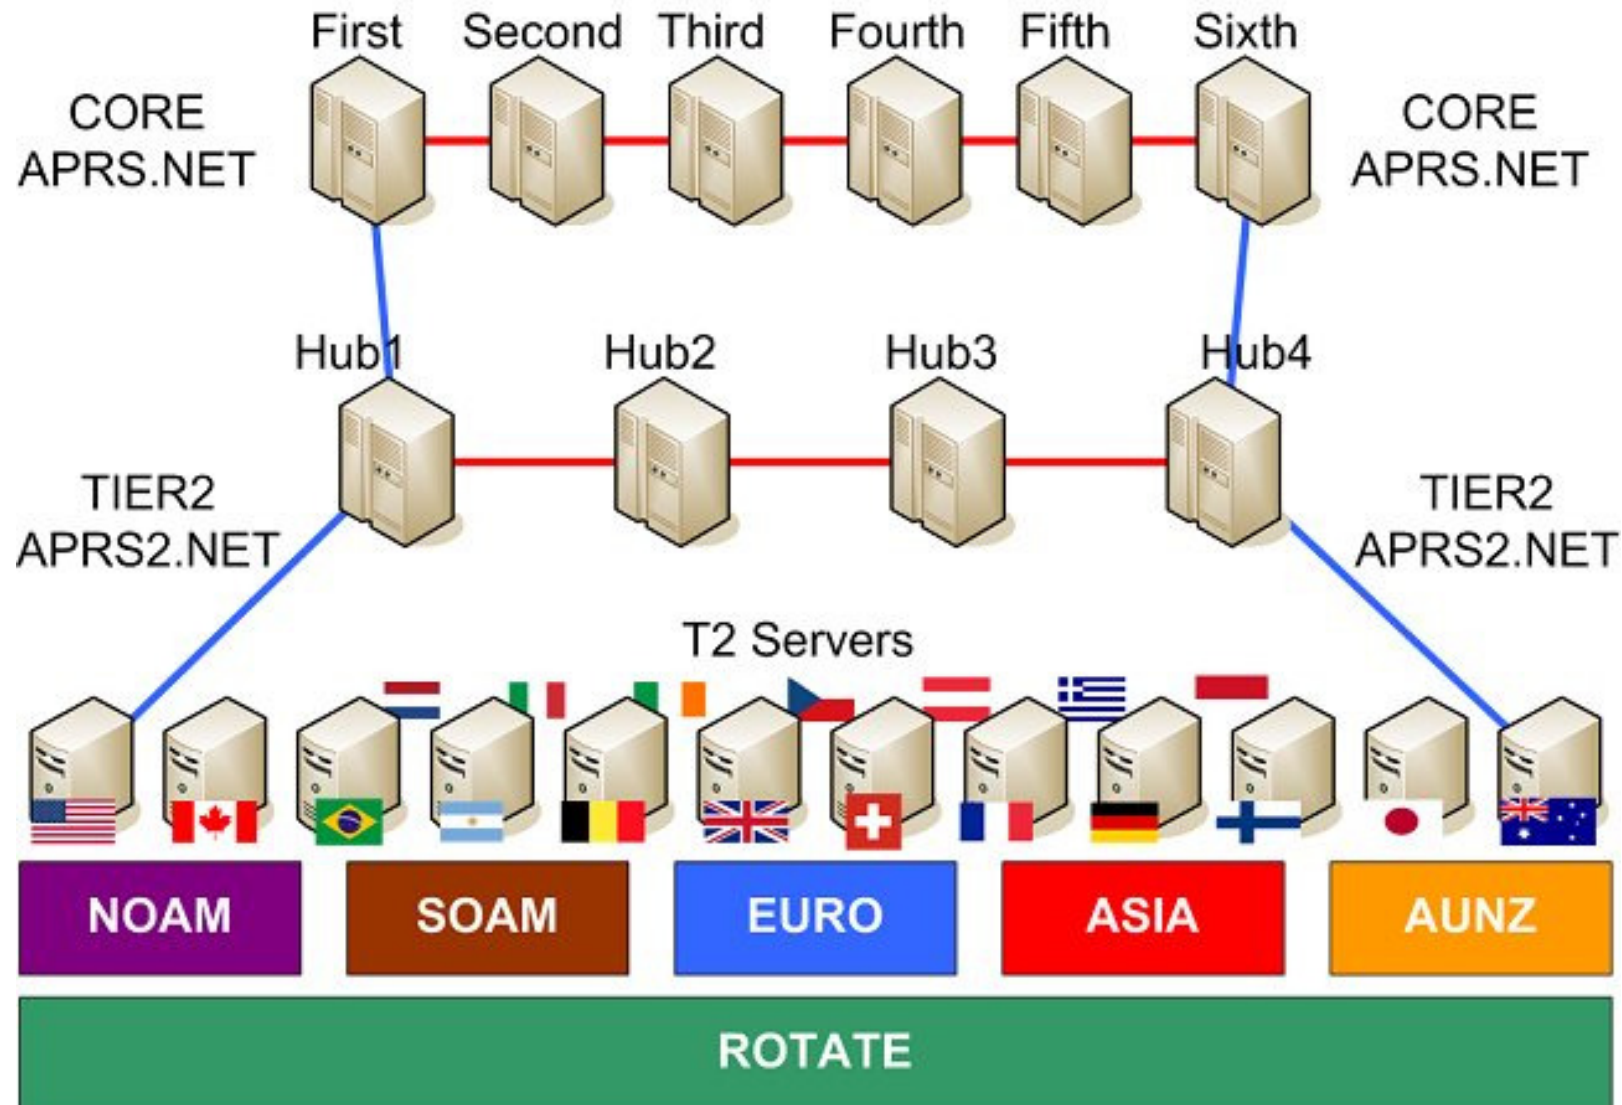 First Second Third Fourth Fifth Sixth
CORE
APRS.NET
CORE
APRS.NET
Hub1 Hub2 Hub3 Hub4
TIER2
APRS2.NET
TIER2
APRS2.NET
T2 Servers
NOAM SOAM EURO ASIA AUNZ
ROTATE